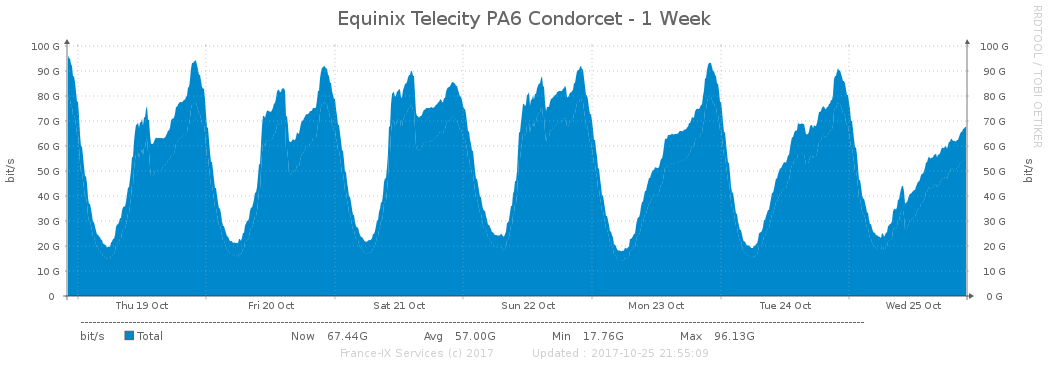 Equinix Telecity PA6 Condorcet - 1 Week
RRDTOOL / TOBI OETIKER
bit/s
100 G
90 G
80 G
70 G
60 G
50 G
40 G
30 G
20 G
10 G
0
100 G
90 G
80 G
70 G
60 G
50 G
40 G
30 G
20 G
10 G
0 G
bit/s
Thu 19 Oct Fri 20 Oct Sat 21 Oct Sun 22 Oct Mon 23 Oct Tue 24 Oct Wed 25 Oct
bit/s Total Now 67.44G Avg 57.00G Min 17.76G Max 96.13G
France-IX Services (c) 2017 Updated : 2017-10-25 21:55:09